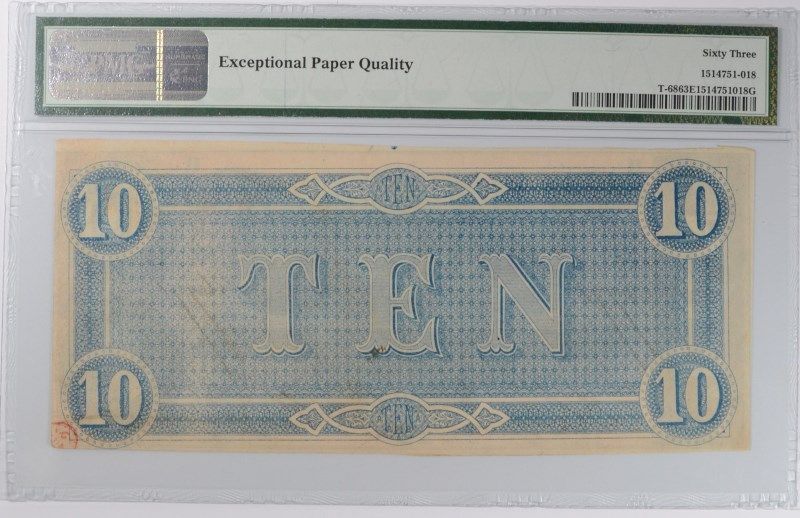 Exceptional Paper Quality
Sixty Three
1514751-018
T-6863E1514751018G
10
TEN
10
TEN
10
TEN
10